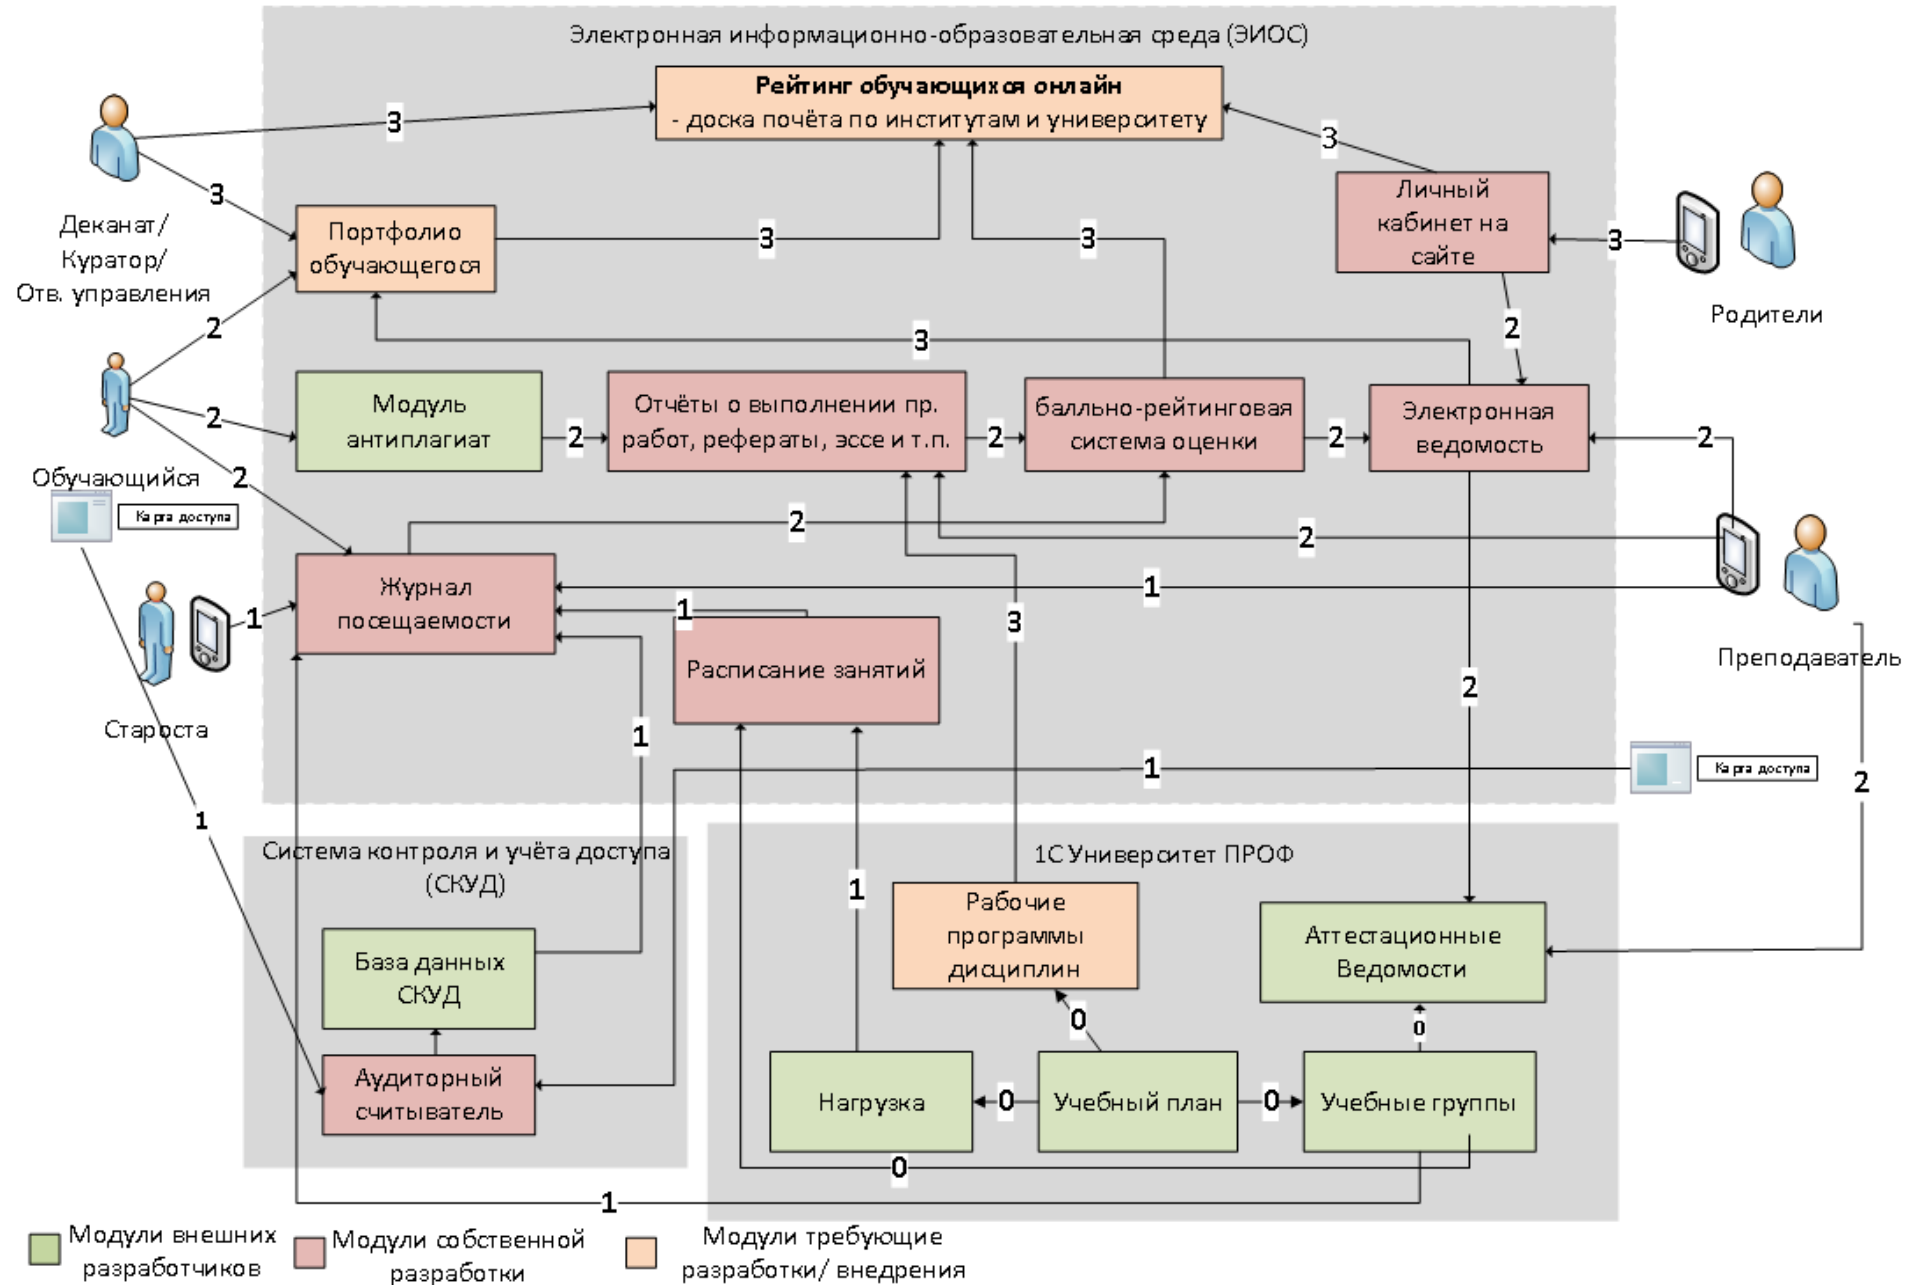 Электронная информационно-образовательная среда (ЭИОС)
Рейтинг обучающихся онлайн
- доска почёта по институтам и университету
3
3
3
Деканат/
Куратор/
Отв. управления
Портфолио
обучающегося
3
3
Личный
кабинет на
сайте
3
Родители
2
3
2
Обучающийся
2
2
Карта доступа
Модуль
антиплагиат
2
Отчёты о выполнении пр.
работ, рефераты, эссе и т.п.
2
балльно-рейтинговая
система оценки
2
Электронная
ведомость
2
2
2
1
Преподаватель
Староста
1
Журнал
посещаемости
1
Расписание занятий
3
2
1
1
Карта доступа
2
1
Система контроля и учёта доступа
(СКУД)
База данных
СКУД
Аудиторный
считыватель
1С Университет ПРОФ
1
Рабочие
программы
дисциплин
Аттестационные
Ведомости
0
0
Нагрузка
0
Учебный план
0
Учебные группы
0
1
Модули внешних
разработчиков
Модули собственной
разработки
Модули требующие
разработки/ внедрения